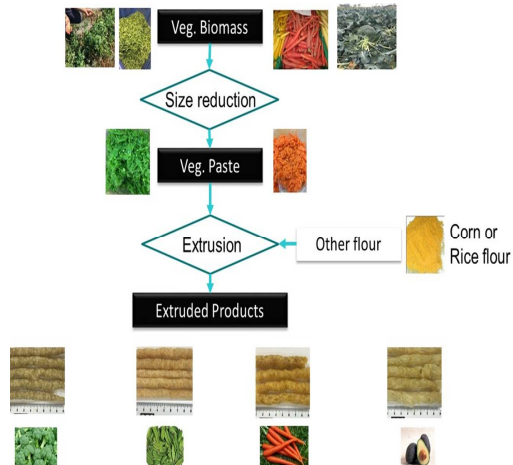 Veg. Biomass
Size reduction
Veg. Paste
Extrusion
Other flour
Corn or
Rice flour
Extruded Products